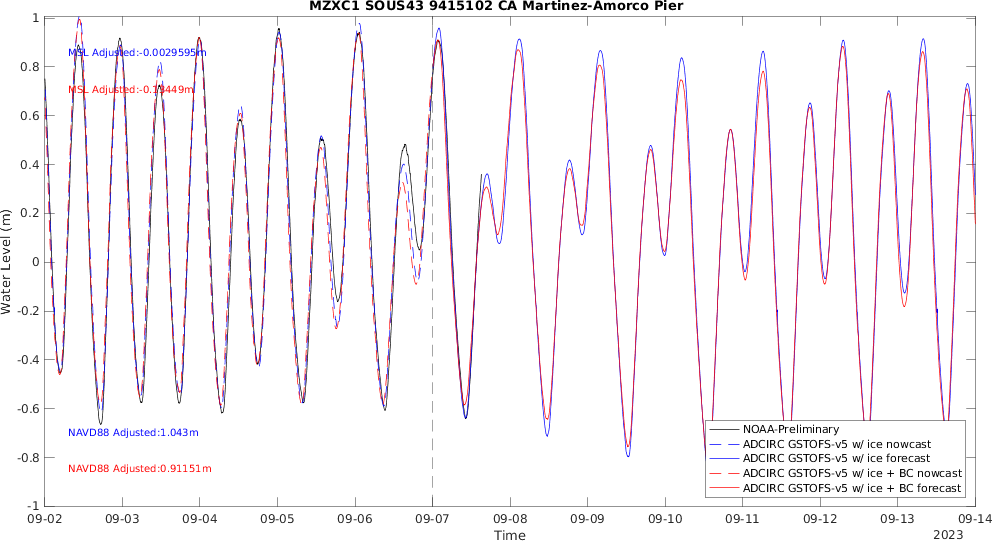 MZXC1 SOUS43 9415102 CA Martinez-Amorco Pier
1
0.8
0.6
0.4
0.2
0
-0.2
-0.4
-0.6
-0.8
-1
Water Level (m)
MSL Adjusted:-0.0029595m
MSL Adjusted:-0.13449m
NAVD88 Adjusted:1.043m
NAVD88 Adjusted:0.91151m
NOAA-Preliminary
ADCIRC GSTOFS-v5 w/ ice nowcast
ADCIRC GSTOFS-v5 w/ ice forecast
ADCIRC GSTOFS-v5 w/ ice + BC nowcast
ADCIRC GSTOFS-v5 w/ ice + BC forecast
09-02 09-03 09-04 09-05 09-06 09-07 09-08 09-09 09-10 09-11 09-12 09-13 09-14
Time
2023